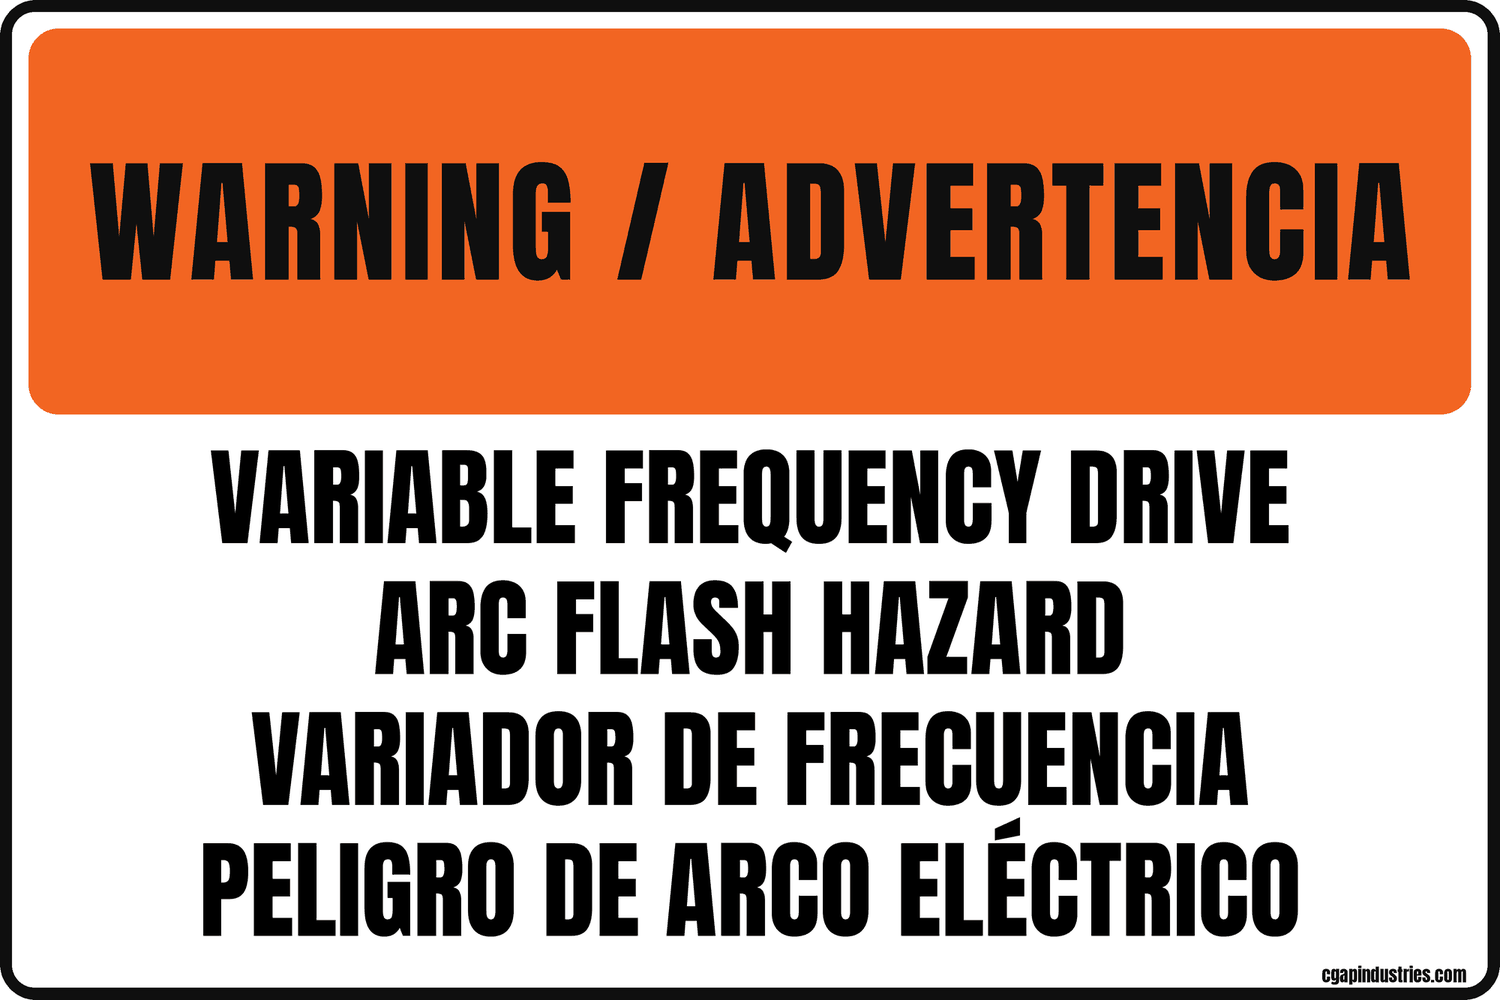 WARNING / ADVERTENCIA
VARIABLE FREQUENCY DRIVE
ARC FLASH HAZARD
VARIADOR DE FRECUENCIA
PELIGRO DE ARCO ELÉCTRICO
cgapindustries.com